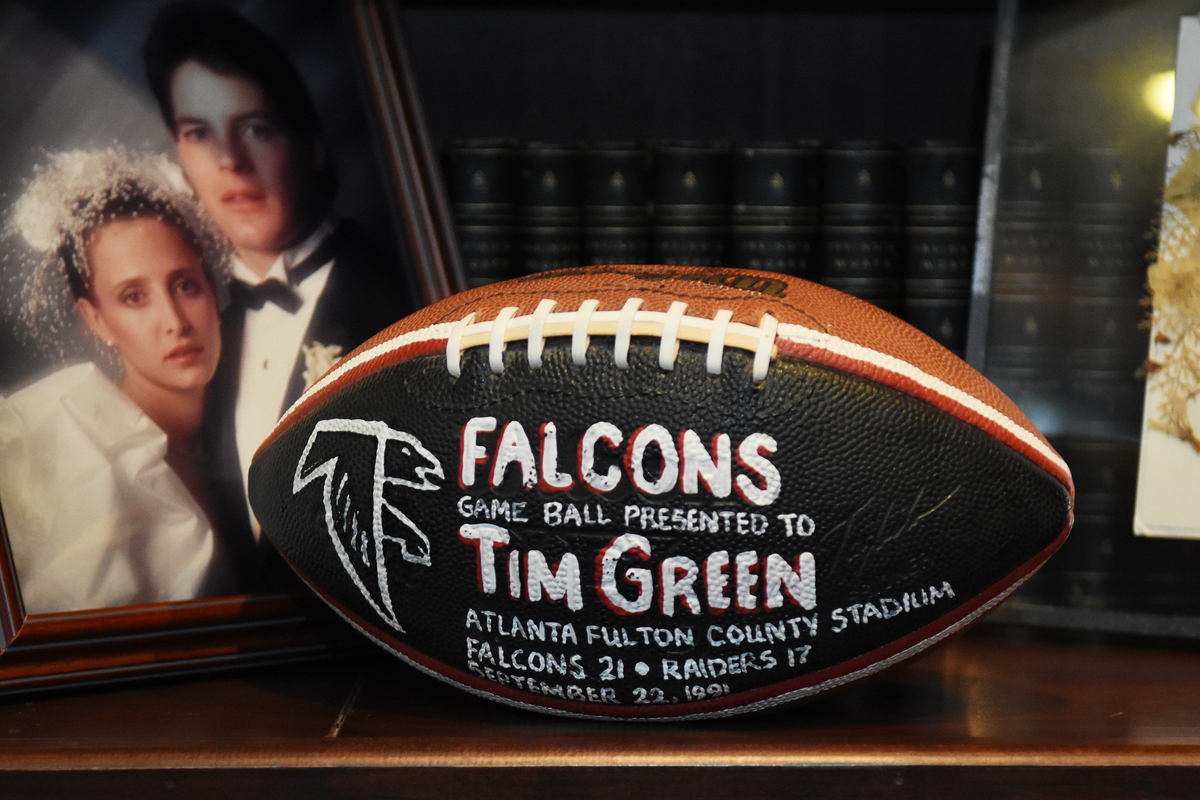 FALCONS
GAME BALL PRESENTED TO
TIM GREEN
ATLANTA FULTON COUNTY STADIUM
FALCONS 21 • RAIDERS 17
SEPTEMBER 22, 1991